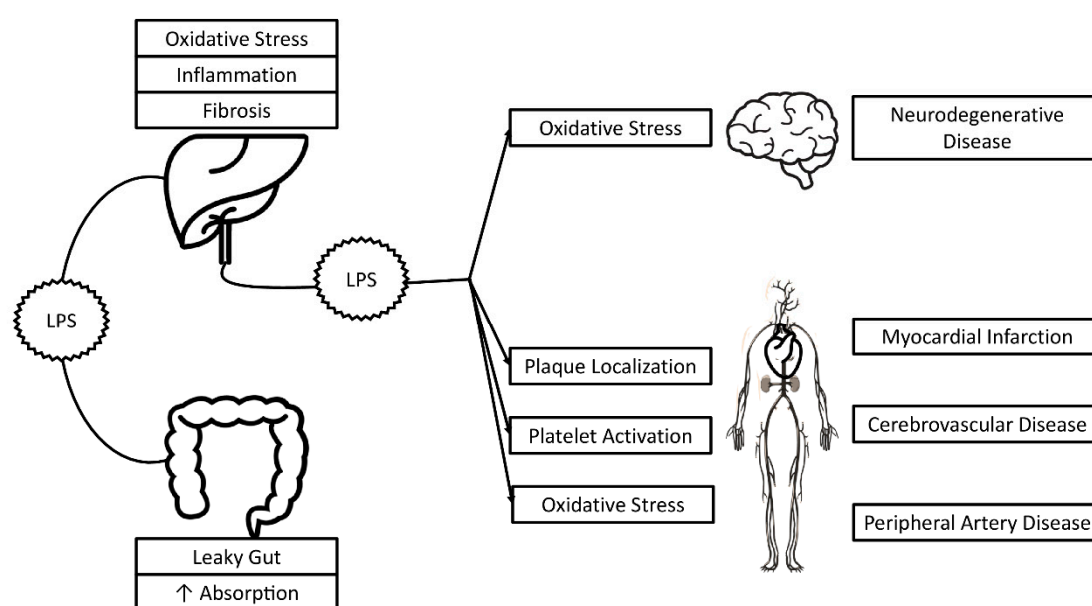 Oxidative Stress
Inflammation
Fibrosis
LPS
Leaky Gut
↑ Absorption
LPS
Oxidative Stress
Plaque Localization
Platelet Activation
Oxidative Stress
Neurodegenerative
Disease
Myocardial Infarction
Cerebrovascular Disease
Peripheral Artery Disease